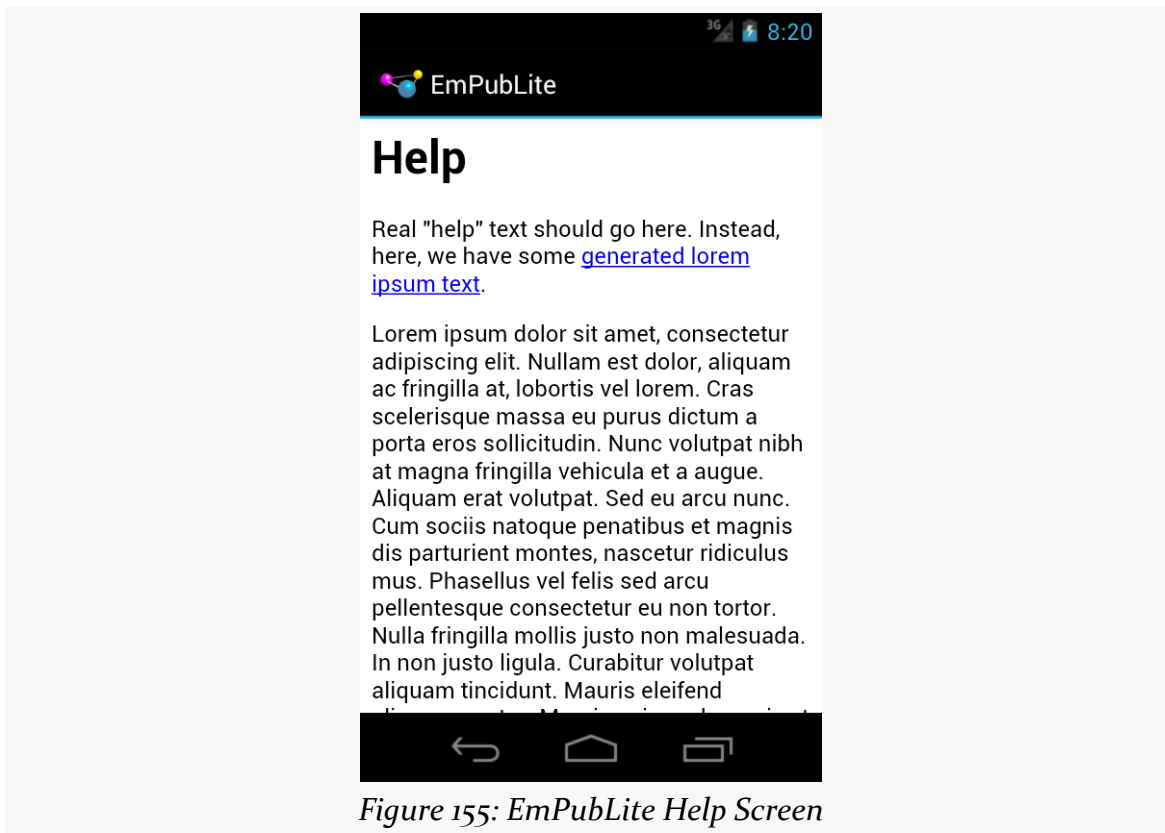 3G 8:20
EmPubLite
Help
Real "help" text should go here. Instead,
here, we have some generated lorem
ipsum text.
Lorem ipsum dolor sit amet, consectetur
adipiscing elit. Nullam est dolor, aliquam
ac fringilla at, lobortis vel lorem. Cras
scelerisque massa eu purus dictum a
porta eros sollicitudin. Nunc volutpat nibh
at magna fringilla vehicula et a augue.
Aliquam erat volutpat. Sed eu arcu nunc.
Cum sociis natoque penatibus et magnis
dis parturient montes, nascetur ridiculus
mus. Phasellus vel felis sed arcu
pellentesque consectetur eu non tortor.
Nulla fringilla mollis justo non malesuada.
In non justo ligula. Curabitur volutpat
aliquam tincidunt. Mauris eleifend
Figure 155: EmPubLite Help Screen